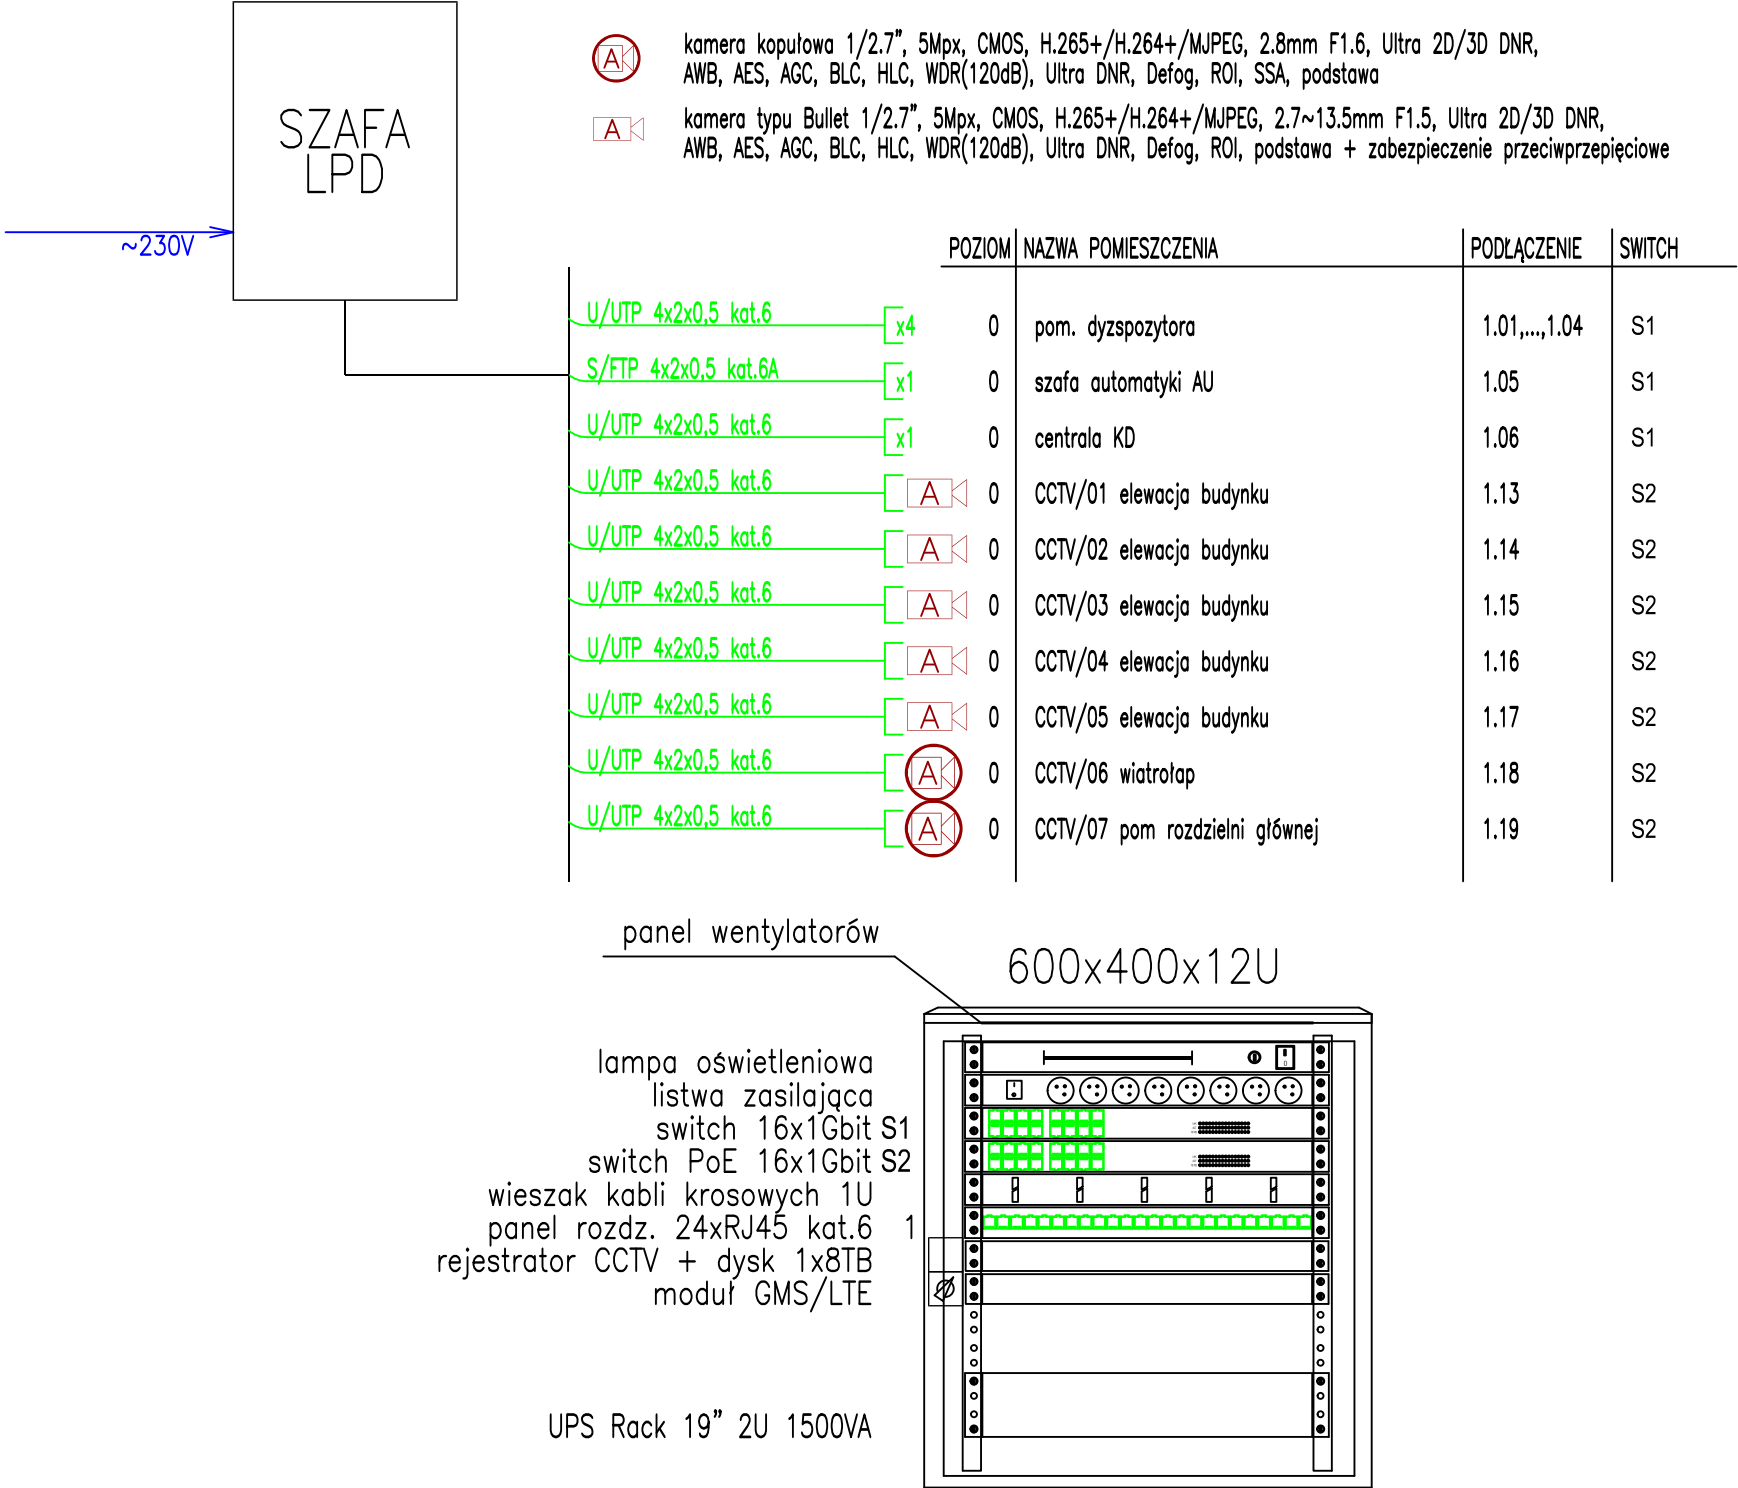 SZAFA
LPD
~230V
A
kamera kopułowa 1/2.7”, 5Mpx, CMOS, H.265+/H.264+/MJPEG, 2.8mm F1.6, Ultra 2D/3D DNR,
AWB, AES, AGC, BLC, HLC, WDR(120dB), Ultra DNR, Defog, ROI, SSA, podstawa
A
kamera typu Bullet 1/2.7”, 5Mpx, CMOS, H.265+/H.264+/MJPEG, 2.7~13.5mm F1.5, Ultra 2D/3D DNR,
AWB, AES, AGC, BLC, HLC, WDR(120dB), Ultra DNR, Defog, ROI, podstawa + zabezpieczenie przeciwprzepięciowe
POZIOM NAZWA POMIESZCZENIA PODŁĄCZENIE SWITCH
U/UTP 4x2x0,5 kat.6 x4 0 pom. dyzspozytora 1.01,...,1.04 S1
S/FTP 4x2x0,5 kat.6A x1 0 szafa automatyki AU 1.05 S1
U/UTP 4x2x0,5 kat.6 x1 0 centrala KD 1.06 S1
U/UTP 4x2x0,5 kat.6 A 0 CCTV/01 elewacja budynku 1.13 S2
U/UTP 4x2x0,5 kat.6 A 0 CCTV/02 elewacja budynku 1.14 S2
U/UTP 4x2x0,5 kat.6 A 0 CCTV/03 elewacja budynku 1.15 S2
U/UTP 4x2x0,5 kat.6 A 0 CCTV/04 elewacja budynku 1.16 S2
U/UTP 4x2x0,5 kat.6 A 0 CCTV/05 elewacja budynku 1.17 S2
U/UTP 4x2x0,5 kat.6 A 0 CCTV/06 wiatrołap 1.18 S2
U/UTP 4x2x0,5 kat.6 A 0 CCTV/07 pom rozdzielni głównej 1.19 S2
panel wentylatorów
600x400x12U
lampa oświetleniowa
listwa zasilająca
switch 16x1Gbit S1
switch PoE 16x1Gbit S2
wieszak kabli krosowych 1U
panel rozdz. 24xRJ45 kat.6 1
rejestrator CCTV + dysk 1x8TB
moduł GMS/LTE
UPS Rack 19” 2U 1500VA